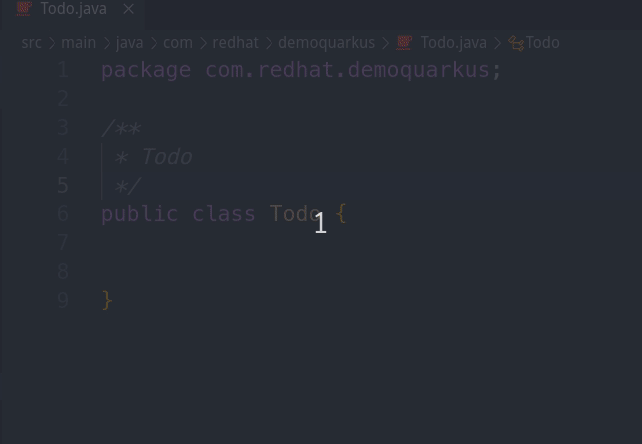 Todo.java ×
src > main > java > com > redhat > demoquarkus > Todo.java > Todo
1 package com.redhat.demoquarkus;
2
3 /**
4 * Todo
5 */
6 public class Todo {
1
7
8
9 }